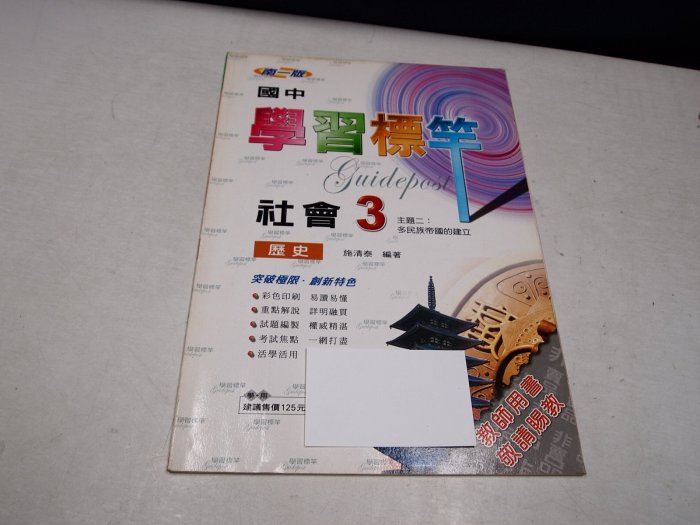 南一版
國中
學習標竿
Guidepost
社會 3
主題二：
多民族帝國的建立
歷史
施清泰 編著
突破極限・創新特色
彩色印刷 易讀易懂
重點解說 詳明融貫
試題編製 權威精湛
考試焦點 一網打盡
活學活用
建議售價125元
教師用書
敬請賜教